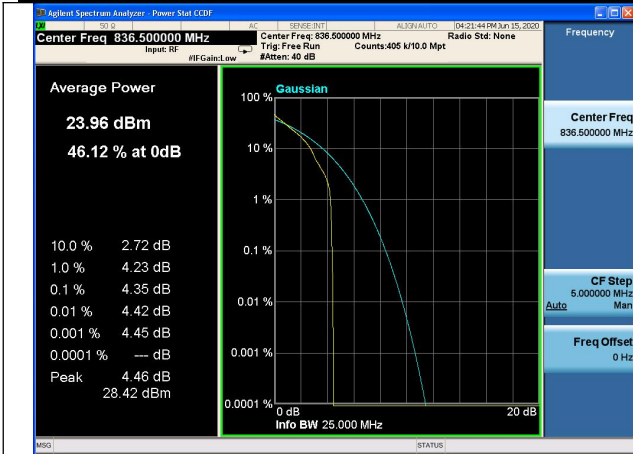 Agilent Spectrum Analyzer - Power Stat CCDF
50 Ω AC SENSE:INT ALIGN AUTO 04:21:44 PM Jun 15, 2020
Center Freq 836.500000 MHz
Input: RF
#IFGain:Low
Center Freq: 836.500000 MHz
Trig: Free Run Counts:405 k/10.0 Mpt
#Atten: 40 dB
Radio Std: None
Frequency
Average Power
23.96 dBm
46.12 % at 0dB
10.0 % 2.72 dB
1.0 % 4.23 dB
0.1 % 4.35 dB
0.01 % 4.42 dB
0.001 % 4.45 dB
0.0001 % --- dB
Peak 4.46 dB
28.42 dBm
Gaussian
100 %
10 %
1 %
0.1 %
0.01 %
0.001 %
0.0001 %
0 dB 20 dB
Info BW 25.000 MHz
Center Freq
836.500000 MHz
CF Step
5.000000 MHz
Auto Man
Freq Offset
0 Hz
MSG STATUS